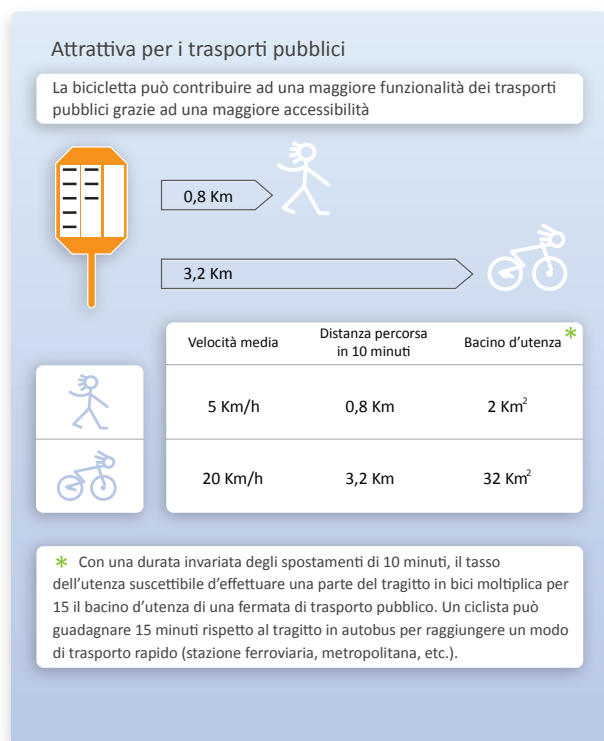 Attrattiva per i trasporti pubblici
La bicicletta può contribuire ad una maggiore funzionalità dei trasporti
pubblici grazie ad una maggiore accessibilità
0,8 Km
3,2 Km
Velocità media
Distanza percorsa
in 10 minuti
Bacino d’utenza *
5 Km/h
0,8 Km
2 Km²
20 Km/h
3,2 Km
32 Km²
* Con una durata invariata degli spostamenti di 10 minuti, il tasso
dell’utenza suscettibile d’effettuare una parte del tragitto in bici moltiplica per
15 il bacino d’utenza di una fermata di trasporto pubblico. Un ciclista può
guadagnare 15 minuti rispetto al tragitto in autobus per raggiungere un modo
di trasporto rapido (stazione ferroviaria, metropolitana, etc.).